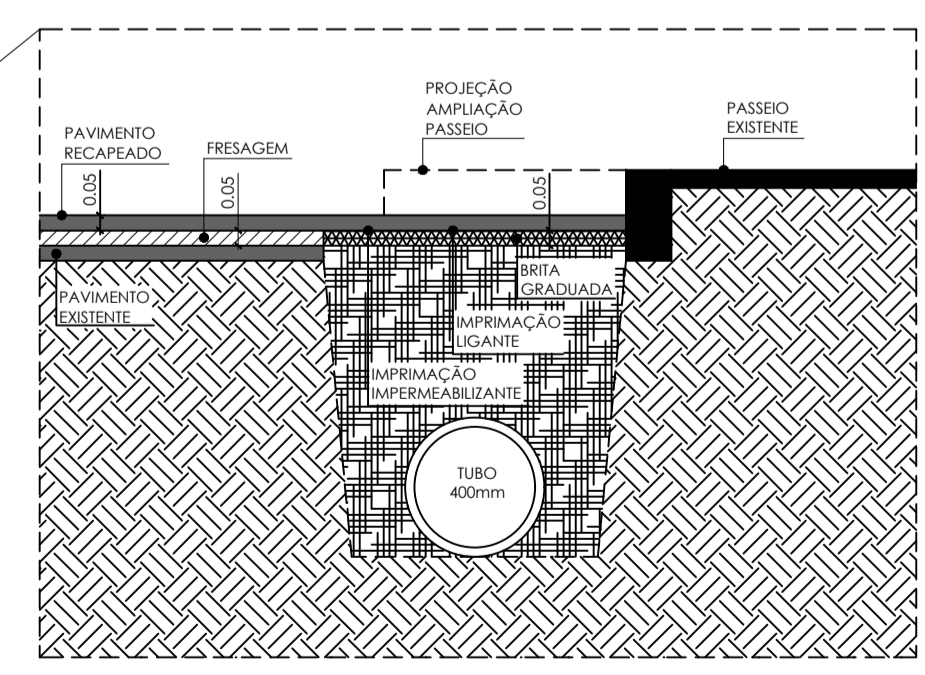 PROJEÇÃO
AMPLIAÇÃO
PASSEIO
PASSEIO
EXISTENTE
PAVIMENTO
RECAPEADO
FRESAGEM
0.05
0.05
0.05
BRITA
GRADUADA
PAVIMENTO
EXISTENTE
IMPRIMAÇÃO
LIGANTE
IMPRIMAÇÃO
IMPERMEABILIZANTE
TUBO
400mm